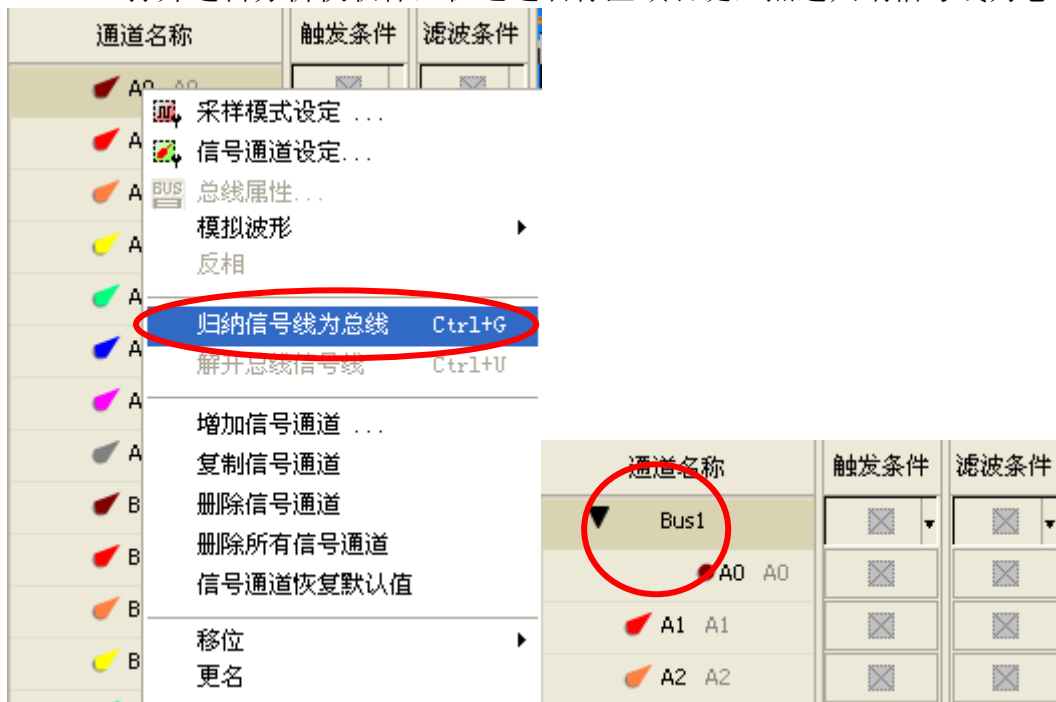 通道名称 触发条件 滤波条件
A0 A0
A
A
A
A
A
A
A
B
B
B
B
采样模式设定 ...
信号通道设定...
BUS 总线属性...
模拟波形
反相
归纳信号线为总线 Ctrl+G
解开总线信号线 Ctrl+U
增加信号通道 ...
复制信号通道
删除信号通道
删除所有信号通道
信号通道恢复默认值
移位
更名
通道名称 触发条件 滤波条件
Bus1
A0 A0
A1 A1
A2 A2